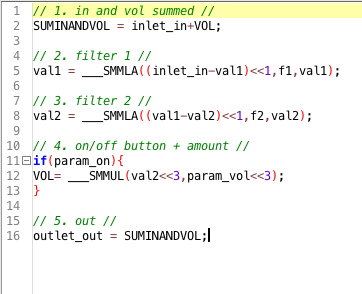 1 // 1. in and vol summed //
2 SUMINANDVOL = inlet_in+VOL;
3
4 // 2. filter 1 //
5 val1 = ___SMMLA((inlet_in-val1)<<1,f1,val1);
6
7 // 3. filter 2 //
8 val2 = ___SMMLA((val1-val2)<<1,f2,val2);
9
10 // 4. on/off button + amount //
11 if(param_on){
12 VOL= ___SMMUL(val2<<3,param_vol<<3);
13 }
14
15 // 5. out //
16 outlet_out = SUMINANDVOL;